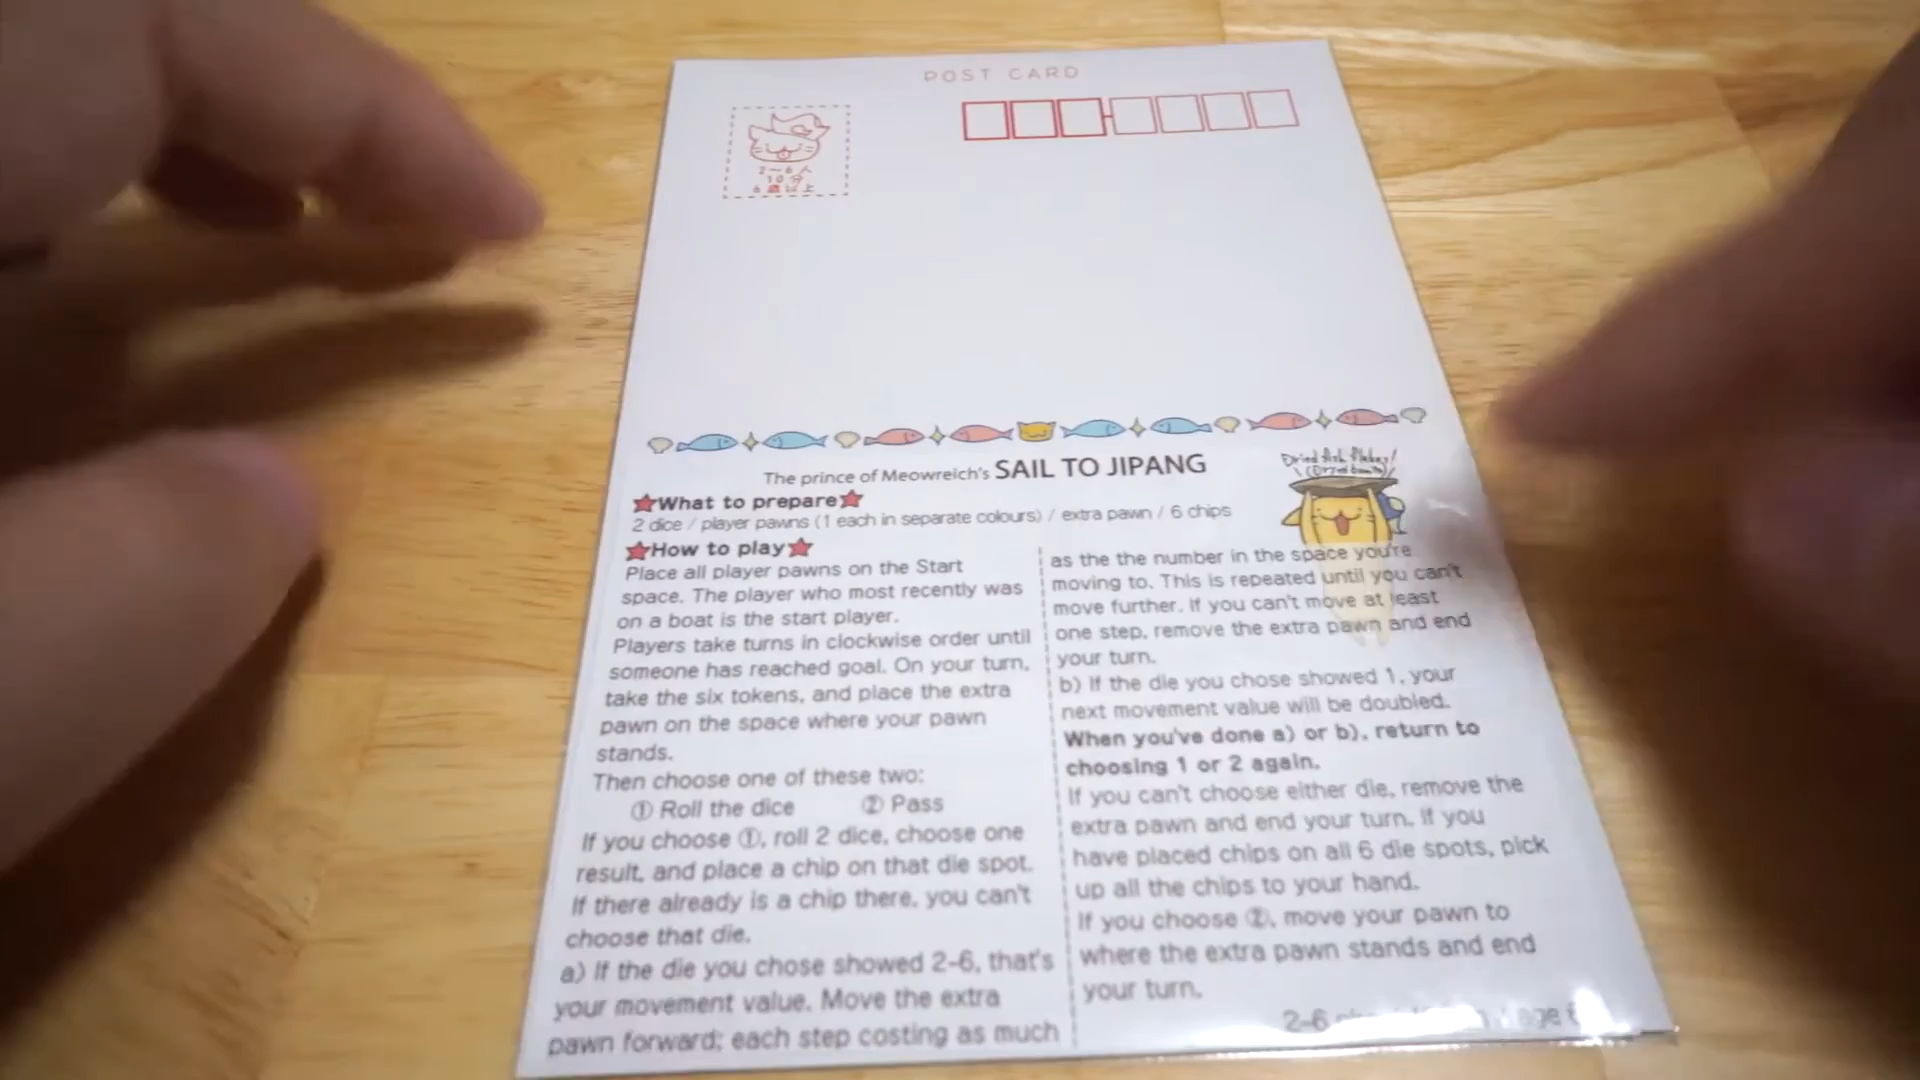 POST CARD
2〜6人
10分
6歳以上
The prince of Meowreich's SAIL TO JIPANG
Dried fish flakes!
★What to prepare★
2 dice / player pawns (1 each in separate colours) / extra pawn / 6 chips
★How to play★
Place all player pawns on the Start
space. The player who most recently was
on a boat is the start player.
Players take turns in clockwise order until
someone has reached goal. On your turn,
take the six tokens, and place the extra
pawn on the space where your pawn
stands.
Then choose one of these two:
① Roll the dice ② Pass
If you choose ①, roll 2 dice, choose one
result, and place a chip on that die spot.
If there already is a chip there, you can't
choose that die.
a) If the die you chose showed 2-6, that's
your movement value. Move the extra
pawn forward; each step costing as much
as the the number in the space you're
moving to. This is repeated until you can't
move further. If you can't move at least
one step, remove the extra pawn and end
your turn.
b) If the die you chose showed 1, your
next movement value will be doubled.
When you've done a) or b), return to
choosing 1 or 2 again.
If you can't choose either die, remove the
extra pawn and end your turn. If you
have placed chips on all 6 die spots, pick
up all the chips to your hand.
If you choose ②, move your pawn to
where the extra pawn stands and end
your turn.
2-6